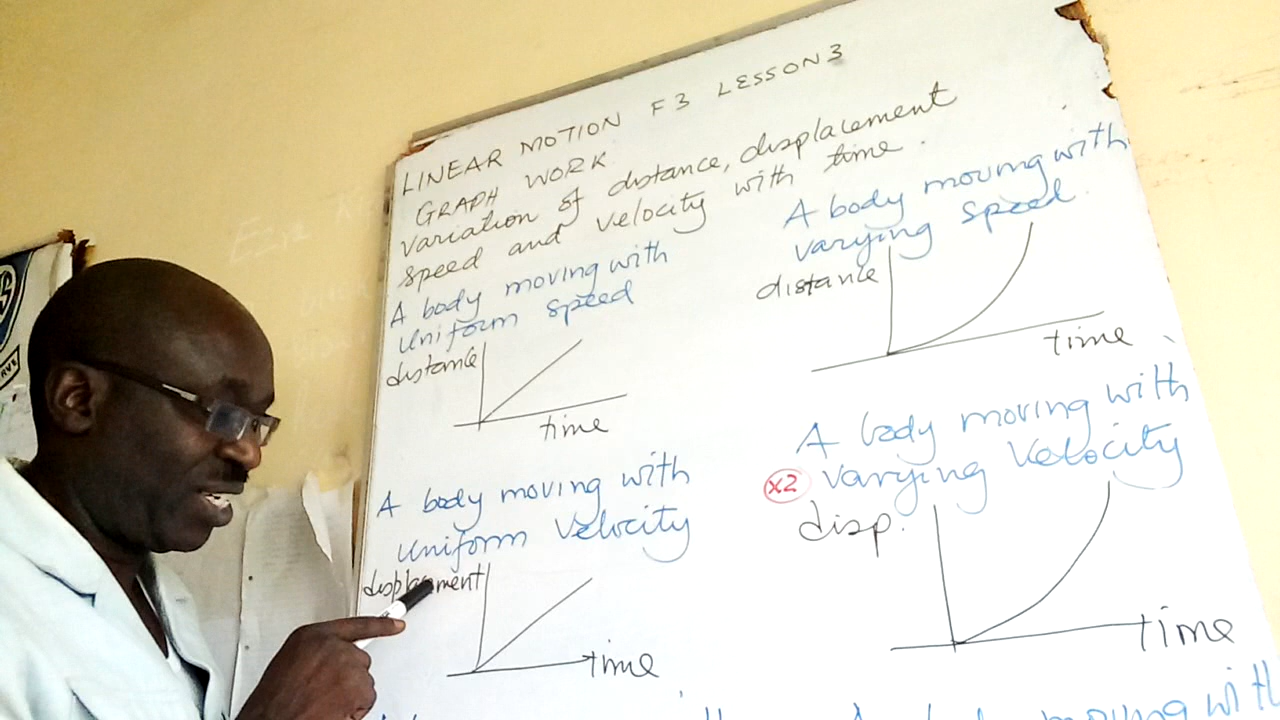 LINEAR MOTION F3 LESSON 3
GRAPH WORK
variation of distance, displacement
speed and velocity with time.
A body moving with
uniform speed
distance
time
A body moving with
varying speed.
distance
time
A body moving with
uniform velocity
displacement
time
A body moving with
x2 varying velocity
disp.
time
moving with